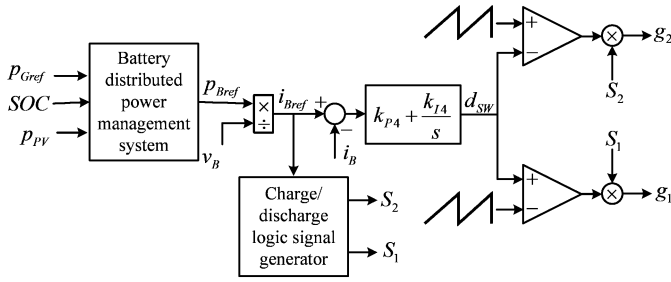 p_Gref
SOC
p_PV
Battery
distributed
power
management
system
p_Bref
v_B
×
÷
i_Bref
+
−
i_B
k_P4 + k_I4/s
d_SW
Charge/
discharge
logic signal
generator
S_2
S_1
+
−
×
g_2
S_2
S_1
+
−
×
g_1